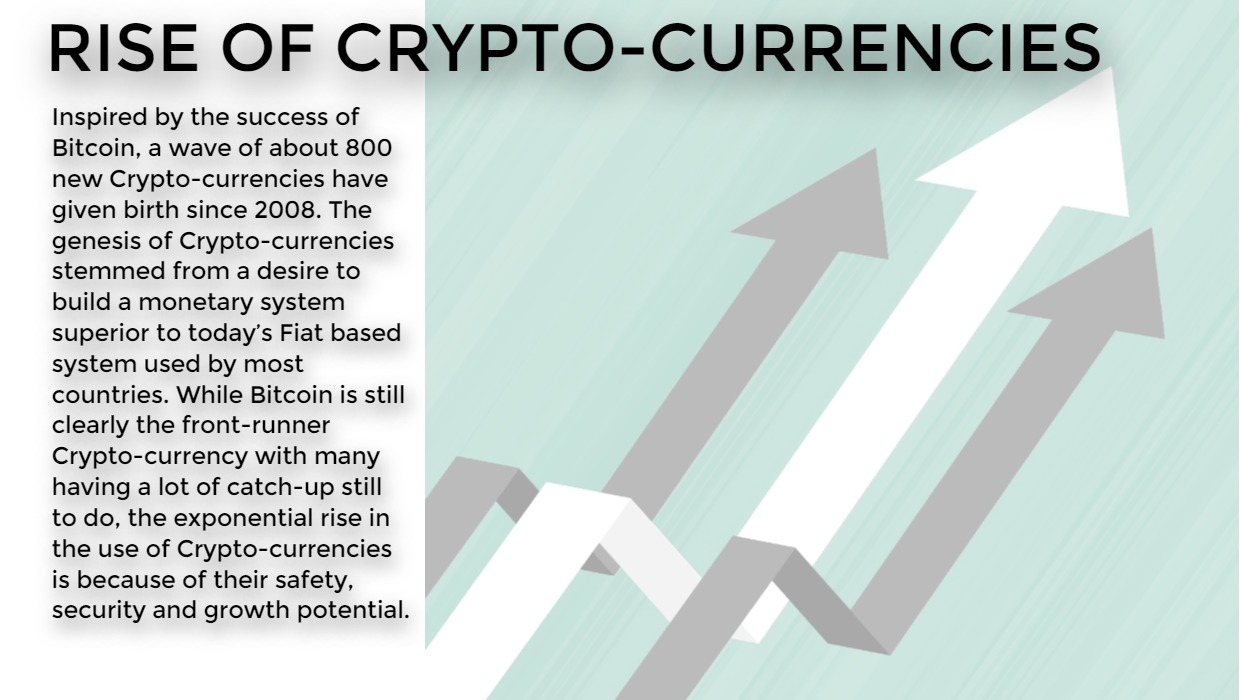 RISE OF CRYPTO-CURRENCIES
Inspired by the success of
Bitcoin, a wave of about 800
new Crypto-currencies have
given birth since 2008. The
genesis of Crypto-currencies
stemmed from a desire to
build a monetary system
superior to today’s Fiat based
system used by most
countries. While Bitcoin is still
clearly the front-runner
Crypto-currency with many
having a lot of catch-up still
to do, the exponential rise in
the use of Crypto-currencies
is because of their safety,
security and growth potential.